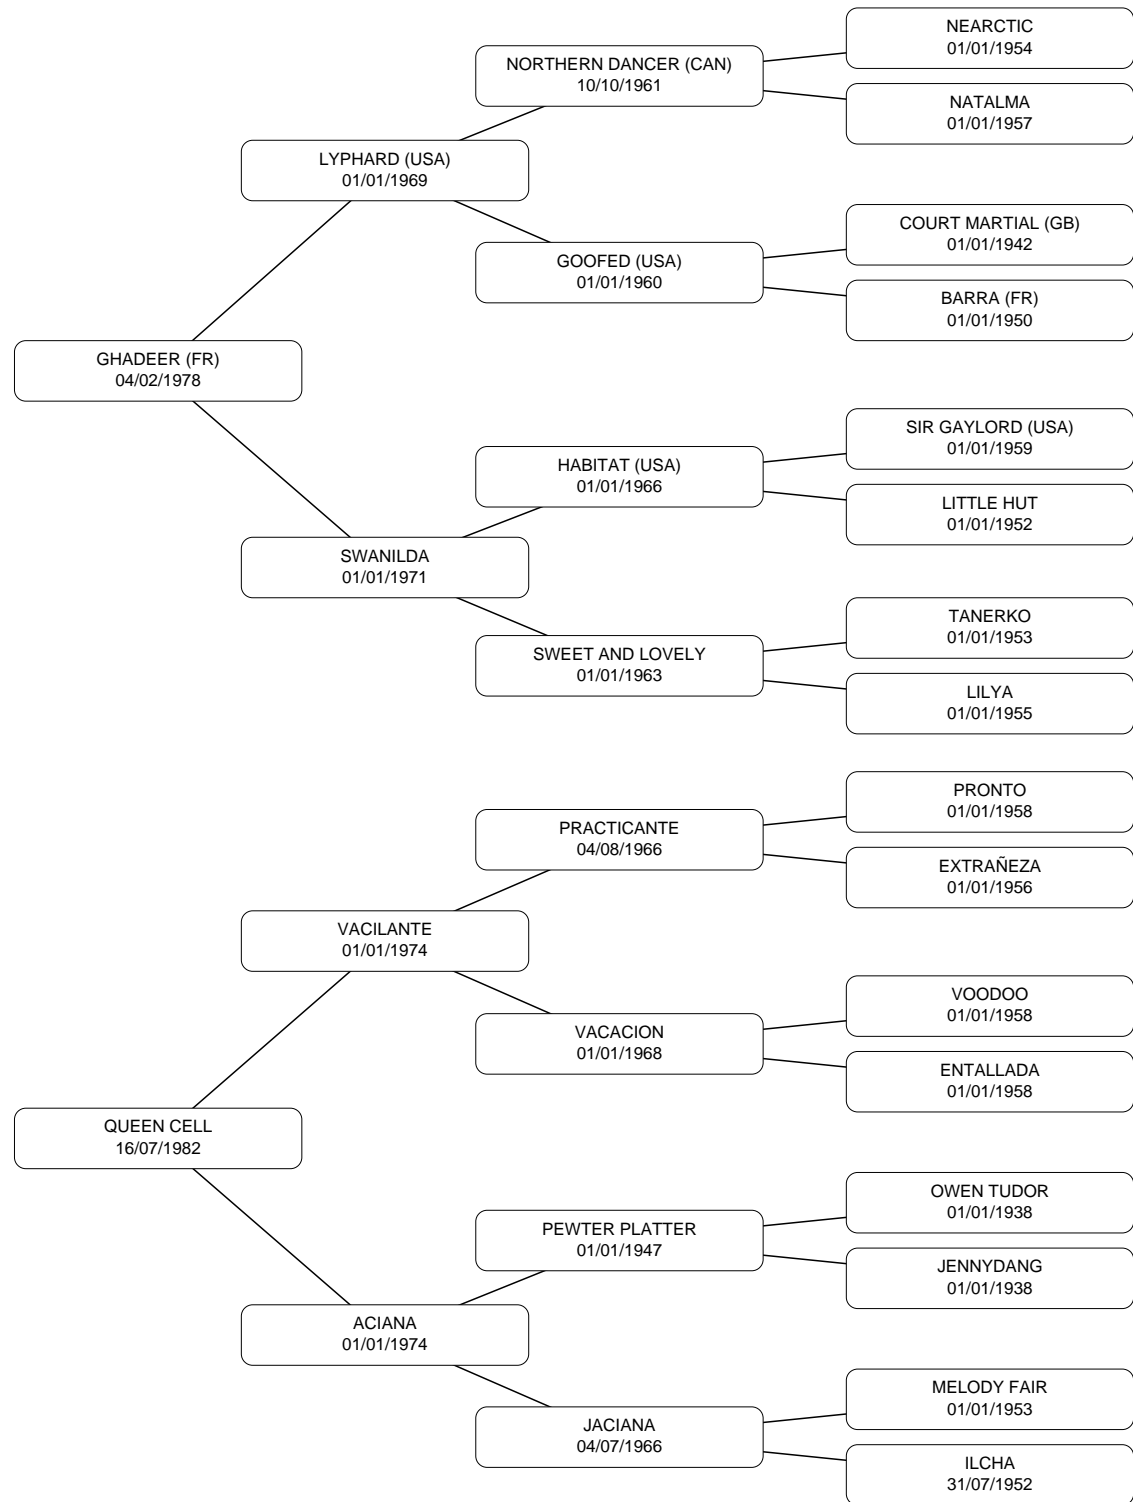 NEARCTIC
01/01/1954
NORTHERN DANCER (CAN)
10/10/1961
NATALMA
01/01/1957
LYPHARD (USA)
01/01/1969
COURT MARTIAL (GB)
01/01/1942
GOOFED (USA)
01/01/1960
BARRA (FR)
01/01/1950
GHADEER (FR)
04/02/1978
SIR GAYLORD (USA)
01/01/1959
HABITAT (USA)
01/01/1966
LITTLE HUT
01/01/1952
SWANILDA
01/01/1971
TANERKO
01/01/1953
SWEET AND LOVELY
01/01/1963
LILYA
01/01/1955
PRONTO
01/01/1958
PRACTICANTE
04/08/1966
EXTRAÑEZA
01/01/1956
VACILANTE
01/01/1974
VOODOO
01/01/1958
VACACION
01/01/1968
ENTALLADA
01/01/1958
QUEEN CELL
16/07/1982
OWEN TUDOR
01/01/1938
PEWTER PLATTER
01/01/1947
JENNYDANG
01/01/1938
ACIANA
01/01/1974
MELODY FAIR
01/01/1953
JACIANA
04/07/1966
ILCHA
31/07/1952